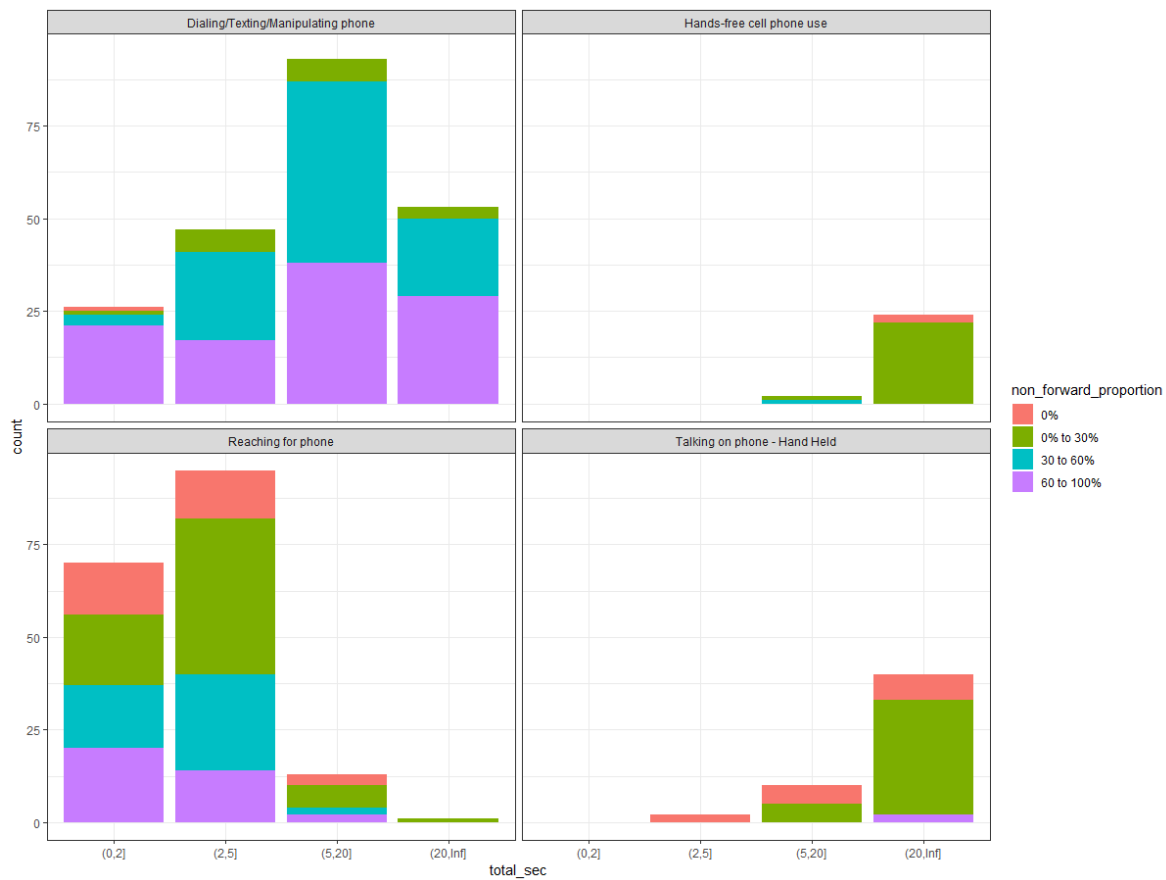 Dialing/Texting/Manipulating phone
Hands-free cell phone use
75
50
25
0
Reaching for phone
Talking on phone - Hand Held
75
50
25
0
count
(0,2]
(2,5]
(5,20]
(20,Inf]
(0,2]
(2,5]
(5,20]
(20,Inf]
total_sec
non_forward_proportion
0%
0% to 30%
30 to 60%
60 to 100%